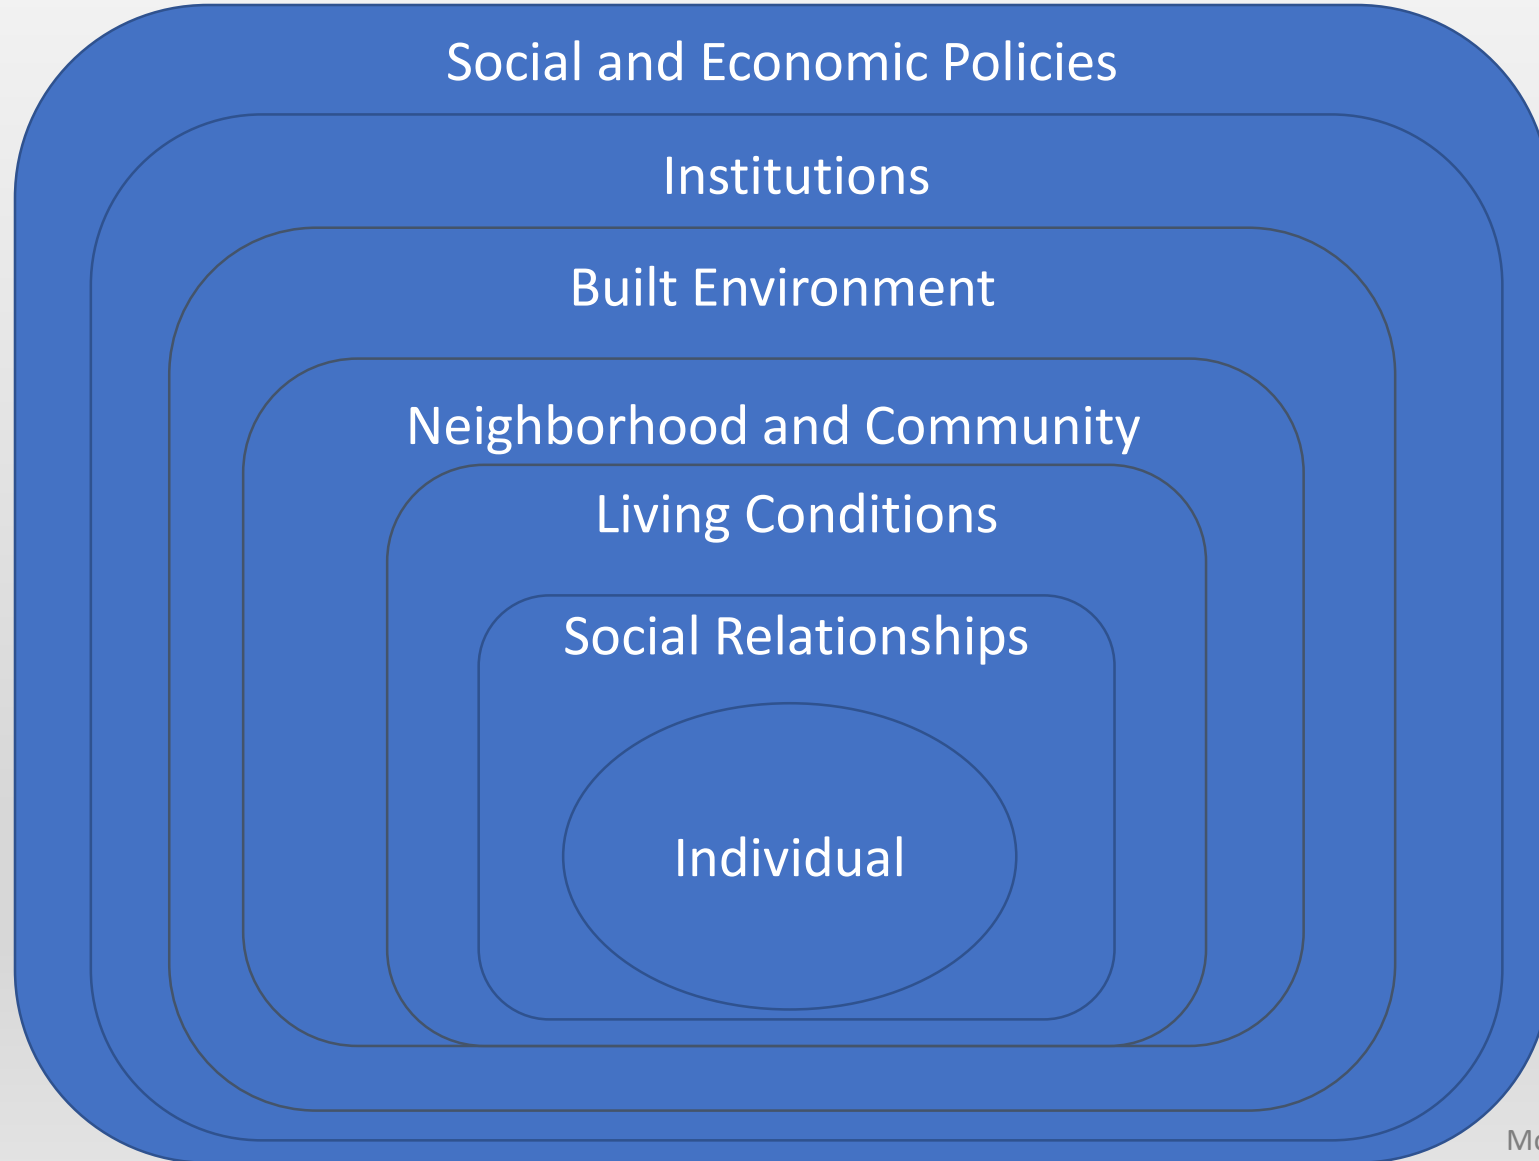 Social and Economic Policies
Institutions
Built Environment
Neighborhood and Community
Living Conditions
Social Relationships
Individual